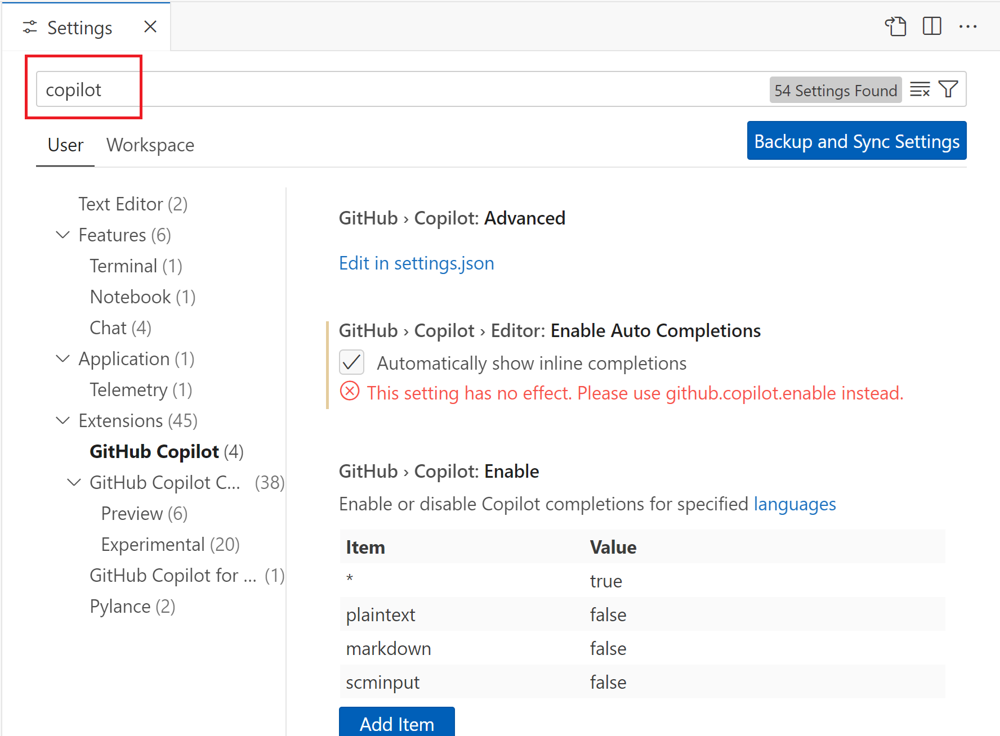 Settings
copilot
54 Settings Found
User
Workspace
Backup and Sync Settings
Text Editor (2)
Features (6)
Terminal (1)
Notebook (1)
Chat (4)
Application (1)
Telemetry (1)
Extensions (45)
GitHub Copilot (4)
GitHub Copilot C... (38)
Preview (6)
Experimental (20)
GitHub Copilot for ... (1)
Pylance (2)
GitHub › Copilot: Advanced
Edit in settings.json
GitHub › Copilot › Editor: Enable Auto Completions
Automatically show inline completions
This setting has no effect. Please use github.copilot.enable instead.
GitHub › Copilot: Enable
Enable or disable Copilot completions for specified languages
Item Value
* true
plaintext false
markdown false
scminput false
Add Item